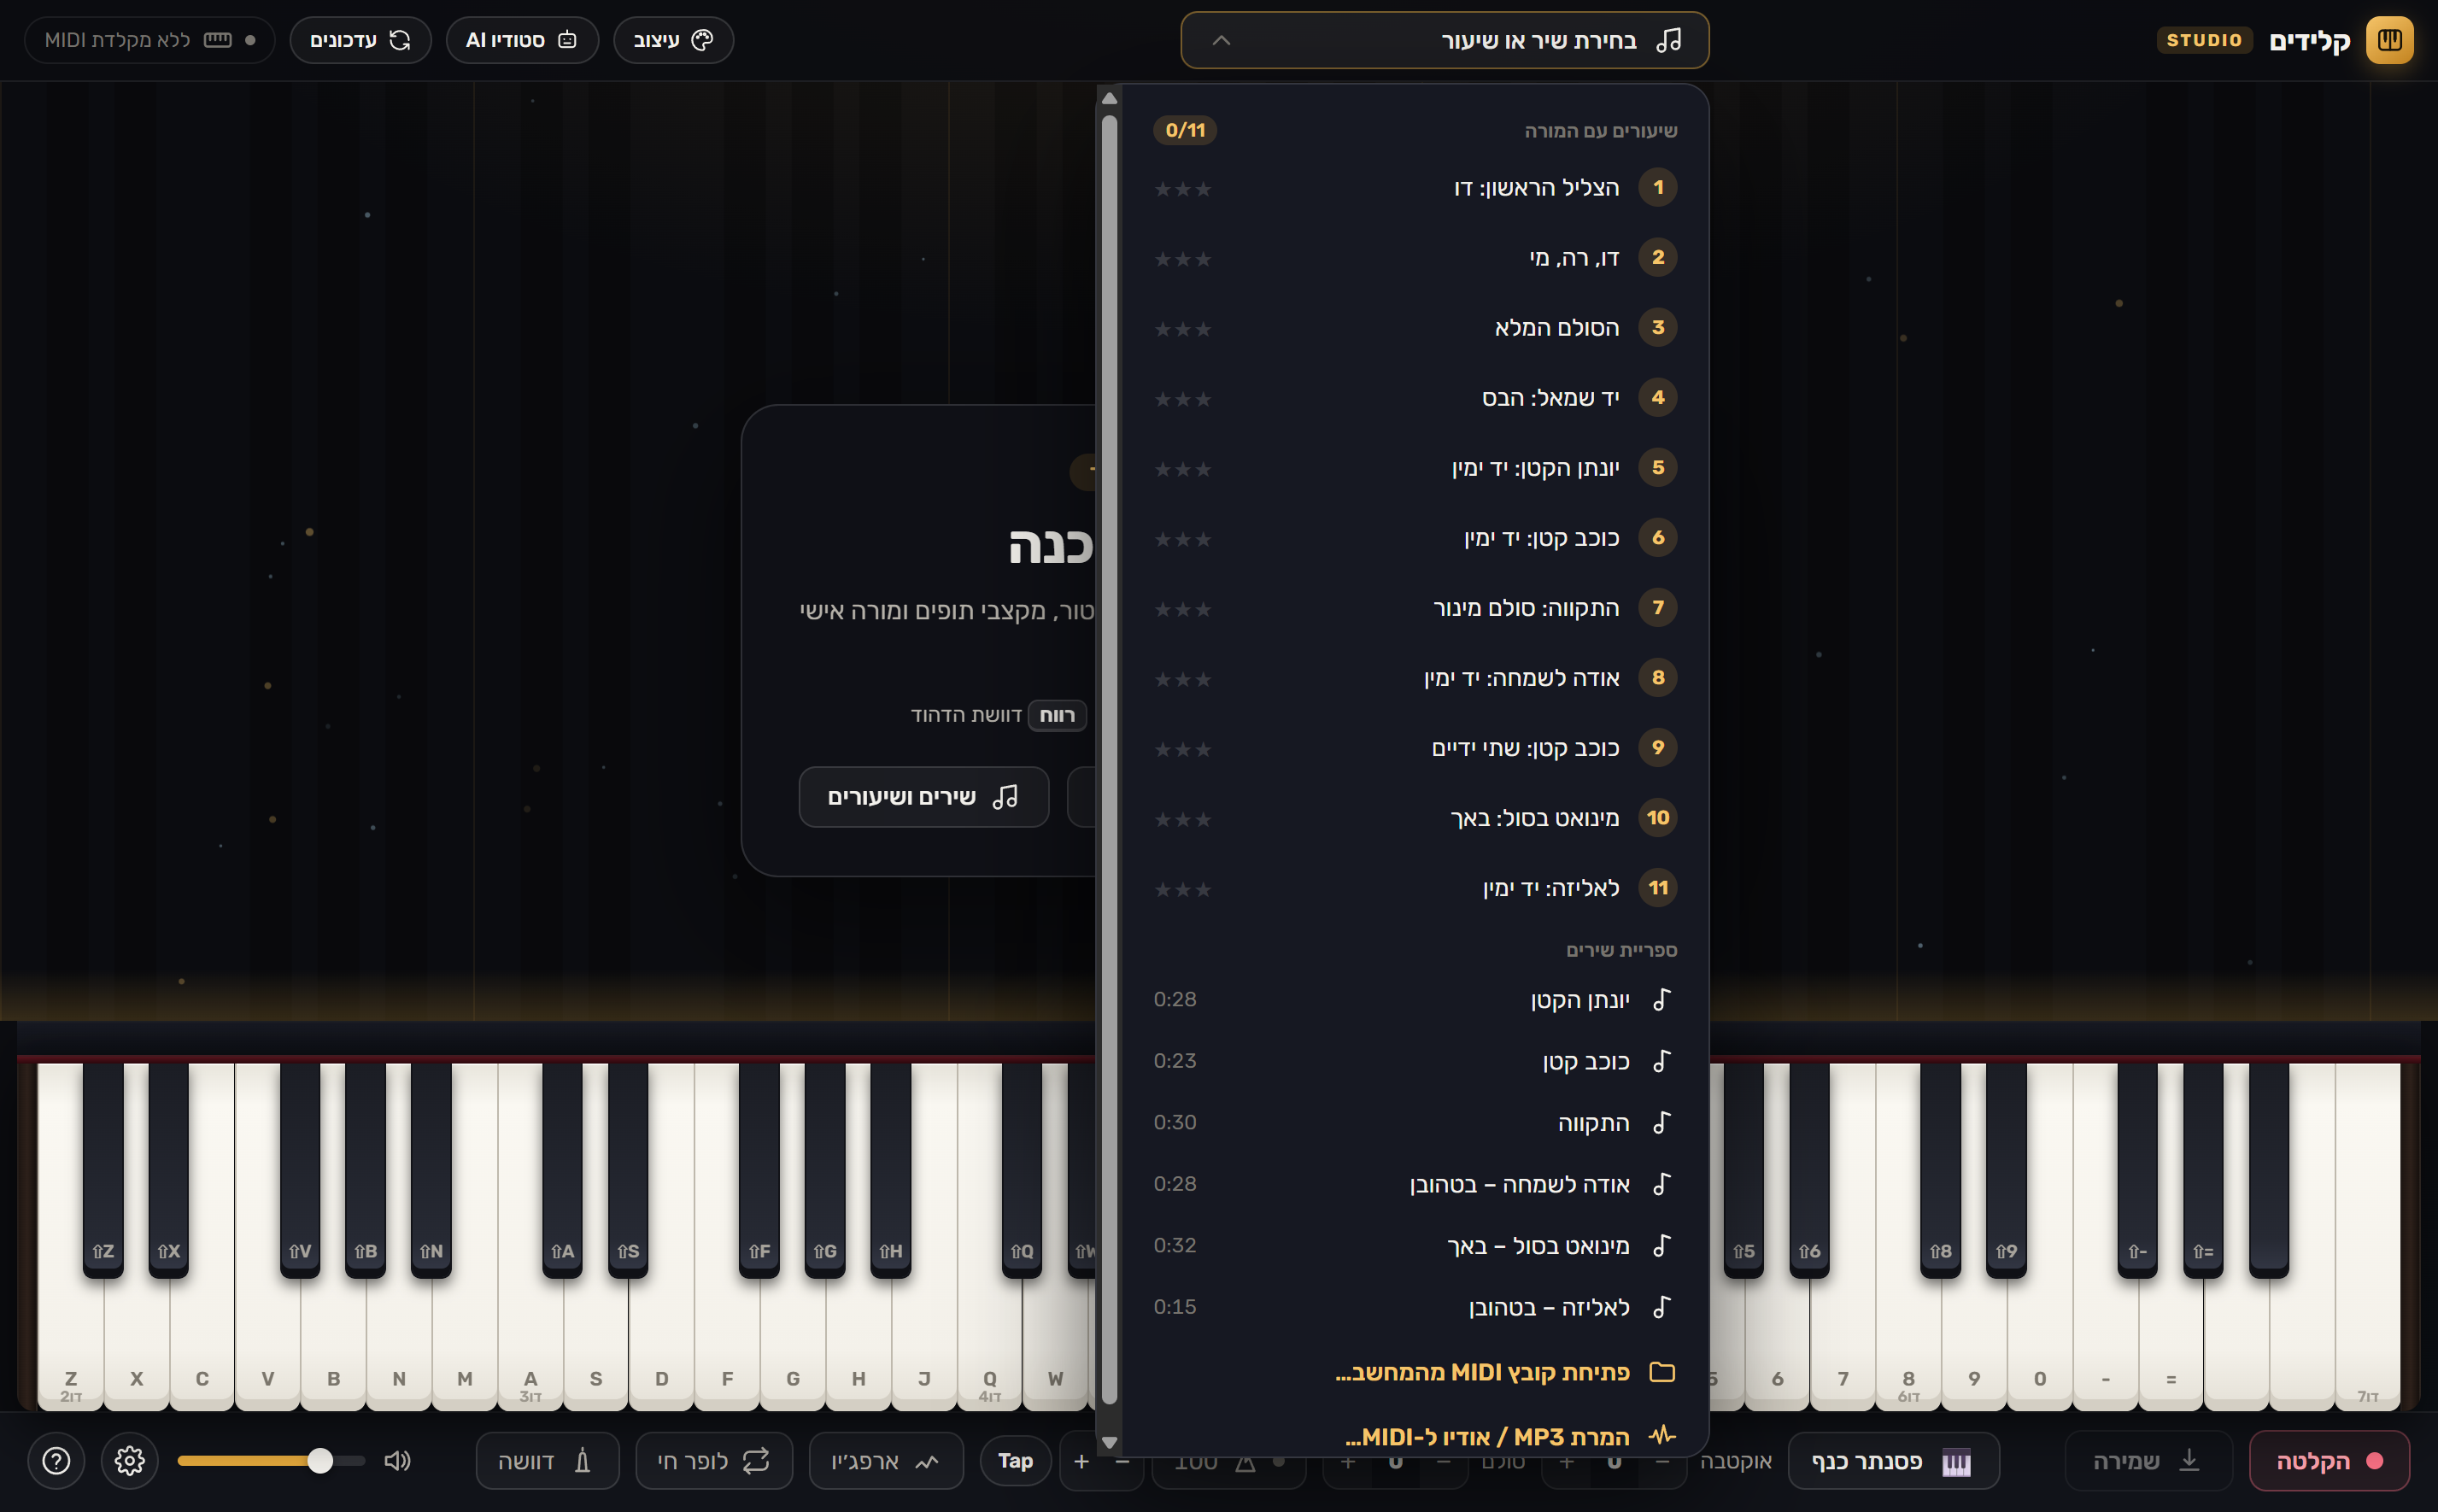 קלידים STUDIO
בחירת שיר או שיעור
עיצוב
סטודיו AI
עדכונים
ללא מקלדת MIDI
שיעורים עם המורה 0/11
1 הצליל הראשון: דו ★★★
2 דו, רה, מי ★★★
3 הסולם המלא ★★★
4 יד שמאל: הבס ★★★
5 יונתן הקטן: יד ימין ★★★
6 כוכב קטן: יד ימין ★★★
7 התקווה: סולם מינור ★★★
8 אודה לשמחה: יד ימין ★★★
9 כוכב קטן: שתי ידיים ★★★
10 מינואט בסול: באך ★★★
11 לאליזה: יד ימין ★★★
ספריית שירים
יונתן הקטן 0:28
כוכב קטן 0:23
התקווה 0:30
אודה לשמחה – בטהובן 0:28
מינואט בסול – באך 0:32
לאליזה – בטהובן 0:15
פתיחת קובץ MIDI מהמחשב...
המרת MP3 / אודיו ל-MIDI...
כנה
טור, מקצבי תופים ומורה אישי
רווח דוושת הדהוד
שירים ושיעורים
⇧Z ⇧X ⇧V ⇧B ⇧N ⇧A ⇧S ⇧F ⇧G ⇧H ⇧Q ⇧W ⇧5 ⇧6 ⇧8 ⇧9 ⇧- ⇧=
Z X C V B N M A S D F G H J Q W 5 6 7 8 9 0 - =
דו2 דו3 דו4 דו6 דו7
הקלטה
שמירה
פסנתר כנף
אוקטבה − 0 +
סולם − 0 +
100
− +
Tap
ארפג׳יו
לופר חי
דוושה